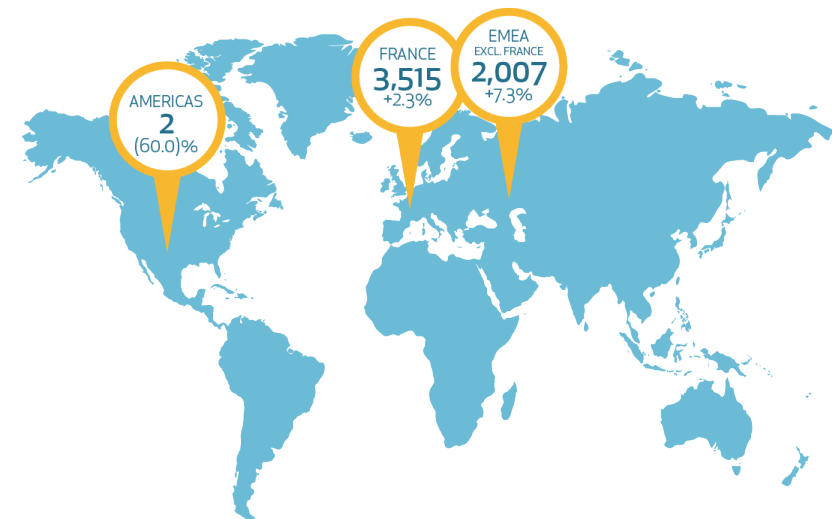 AMERICAS
2
(60.0)%
FRANCE
3,515
+2.3%
EMEA
EXCL. FRANCE
2,007
+7.3%